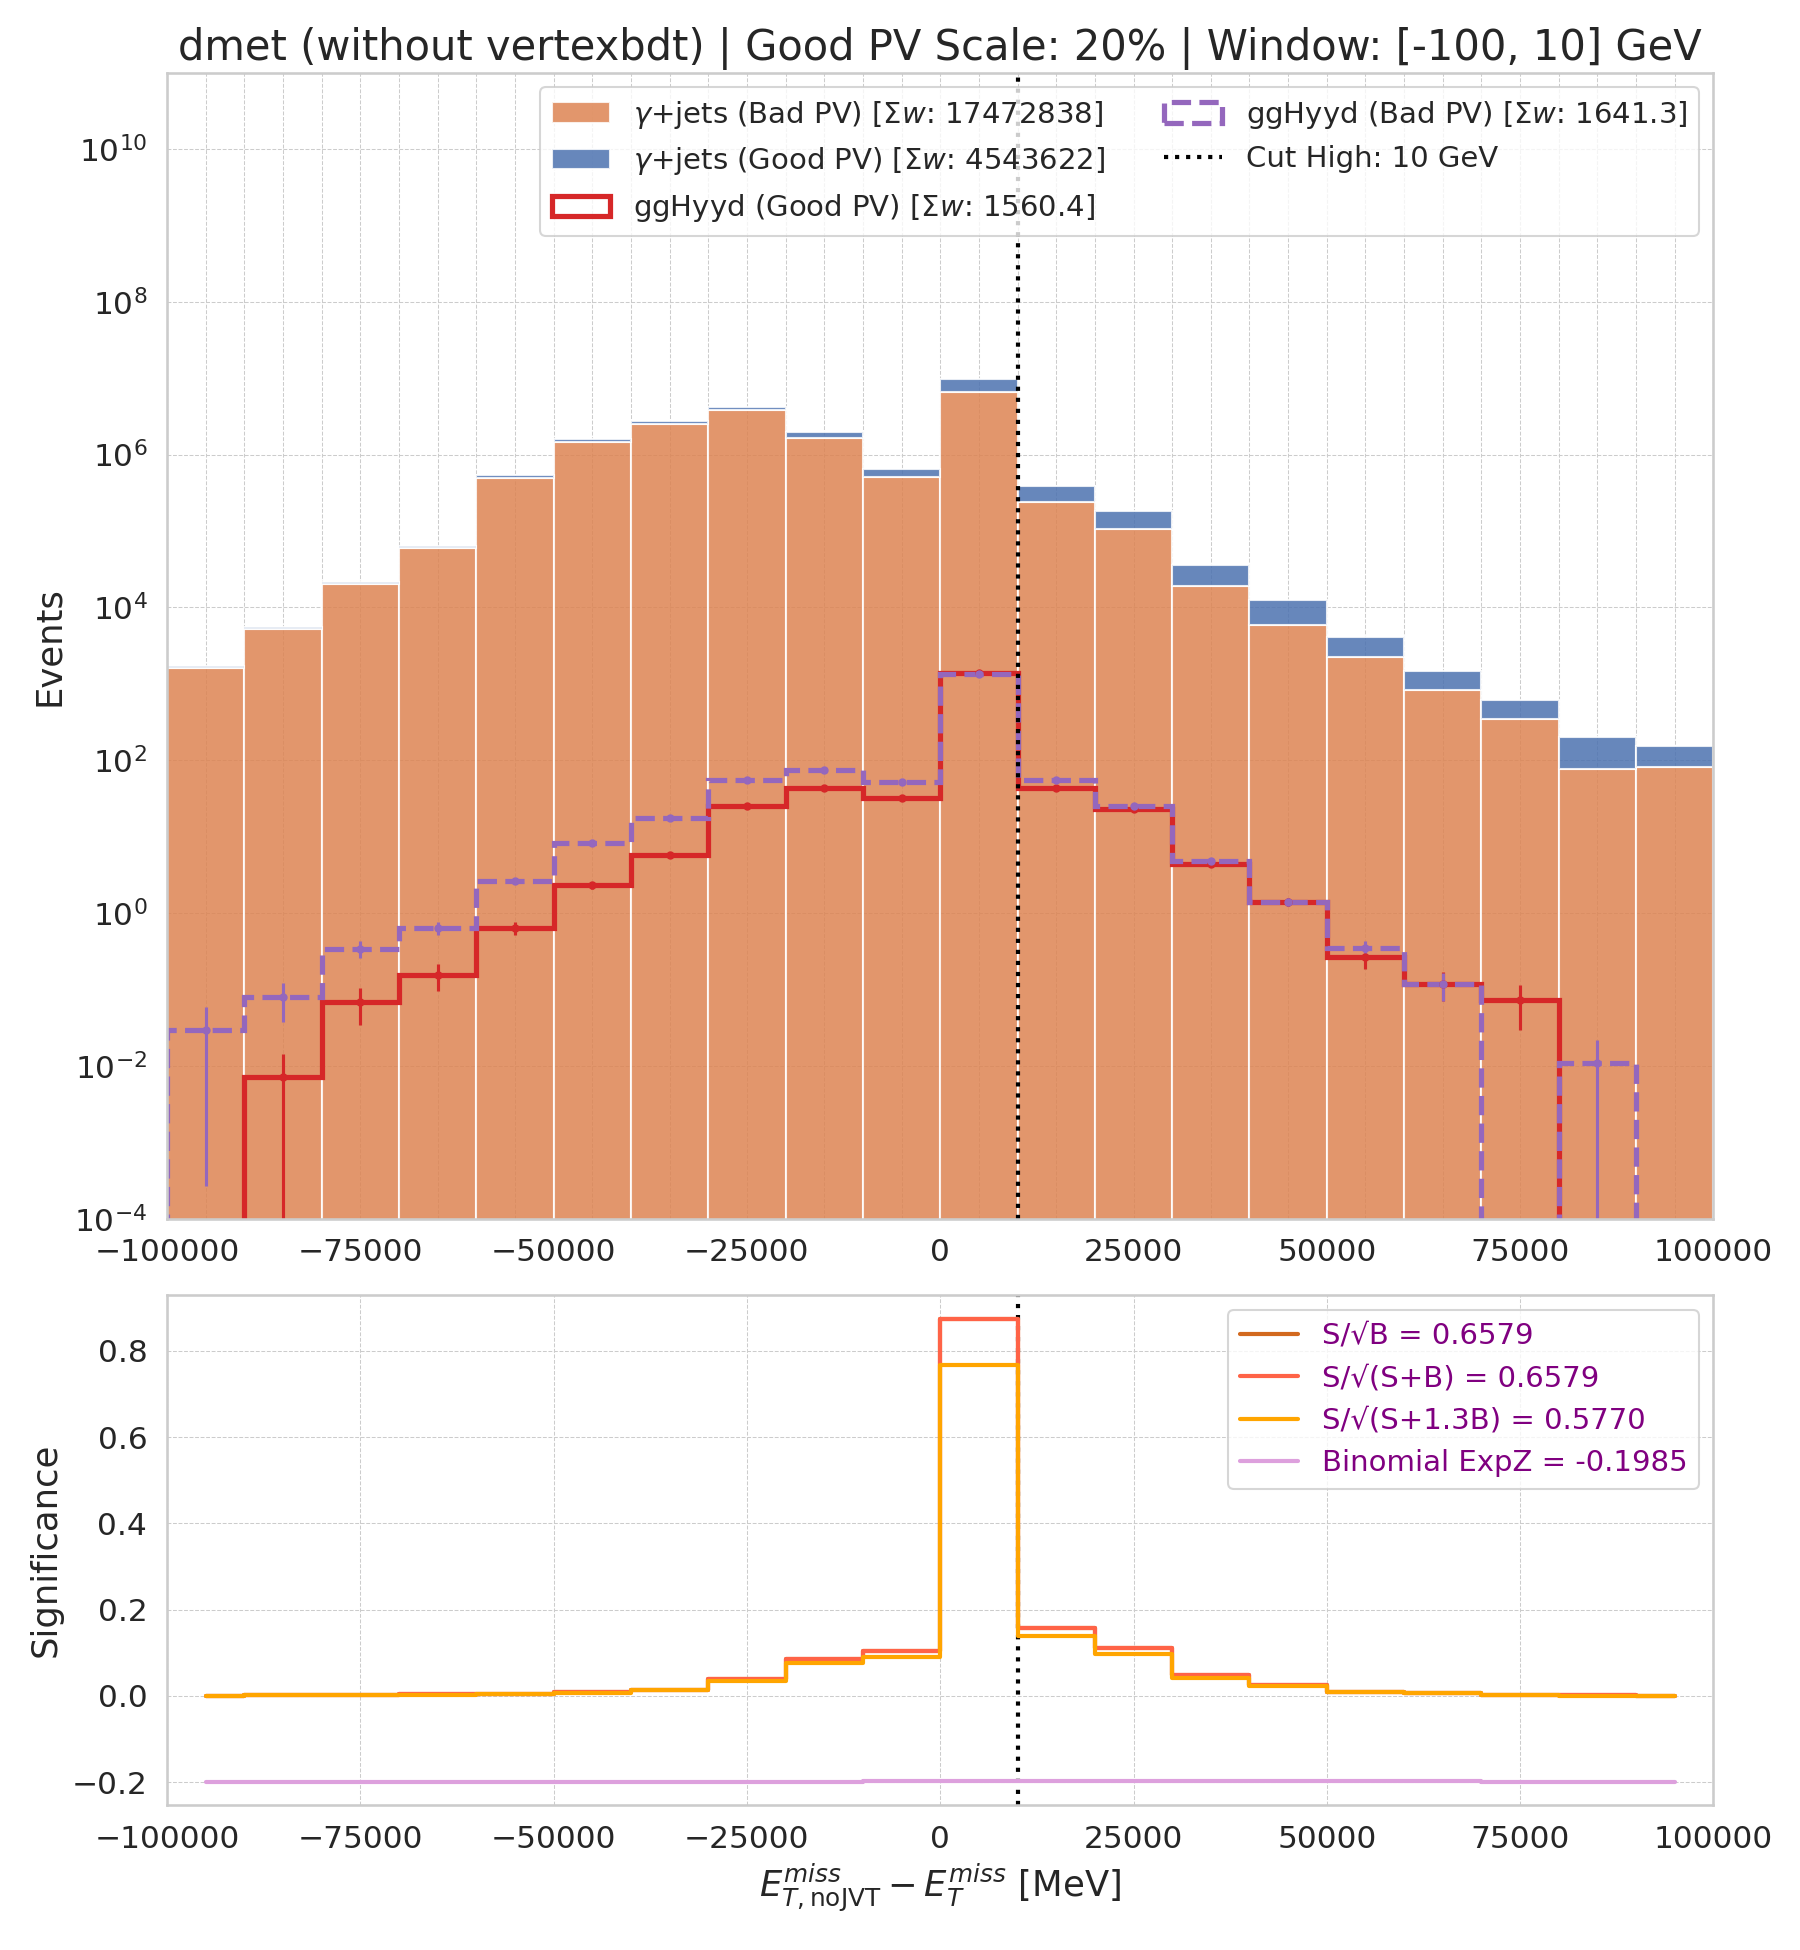 dmet (without vertexbdt) | Good PV Scale: 20% | Window: [-100, 10] GeV
γ+jets (Bad PV) [Σw: 17472838]
γ+jets (Good PV) [Σw: 4543622]
ggHyyd (Good PV) [Σw: 1560.4]
ggHyyd (Bad PV) [Σw: 1641.3]
Cut High: 10 GeV
10^10
10^8
10^6
10^4
10^2
10^0
10^−2
10^−4
Events
−100000 −75000 −50000 −25000 0 25000 50000 75000 100000
S/√B = 0.6579
S/√(S+B) = 0.6579
S/√(S+1.3B) = 0.5770
Binomial ExpZ = -0.1985
0.8
0.6
0.4
0.2
0.0
−0.2
Significance
−100000 −75000 −50000 −25000 0 25000 50000 75000 100000
E_{T,noJVT}^{miss} − E_T^{miss} [MeV]